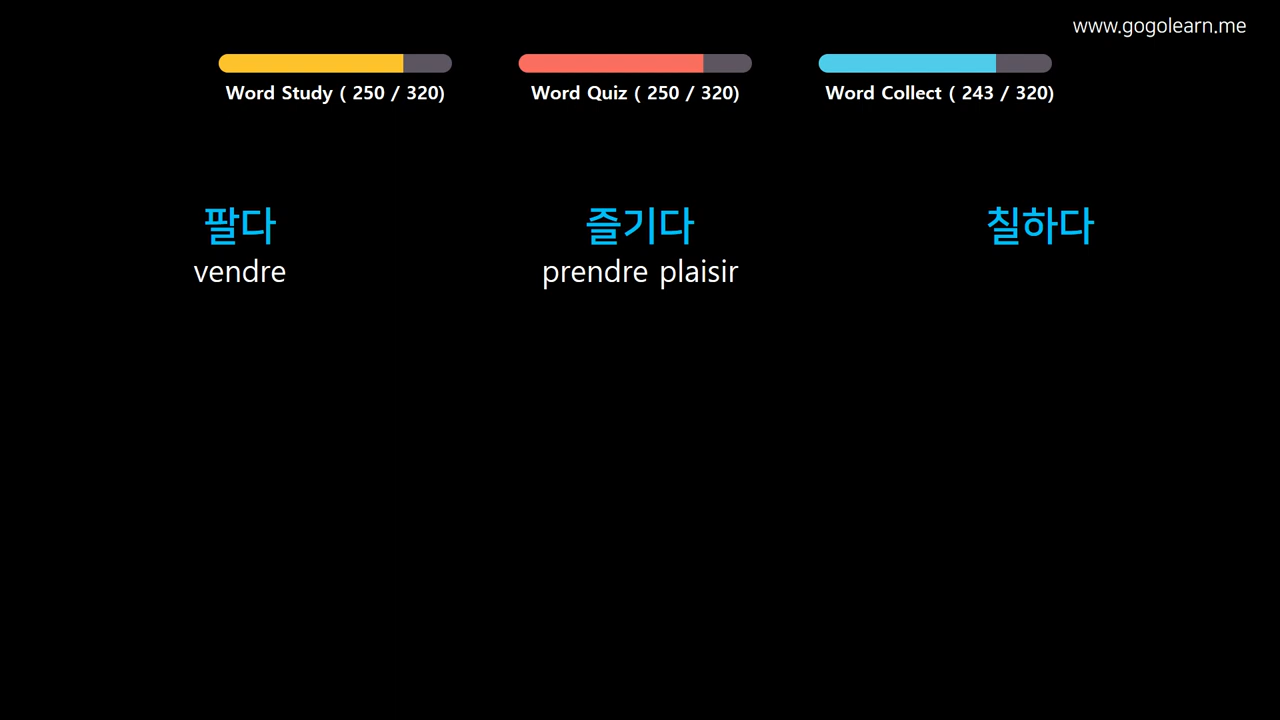 www.gogolearn.me
Word Study ( 250 / 320)
Word Quiz ( 250 / 320)
Word Collect ( 243 / 320)
팔다
vendre
즐기다
prendre plaisir
칠하다